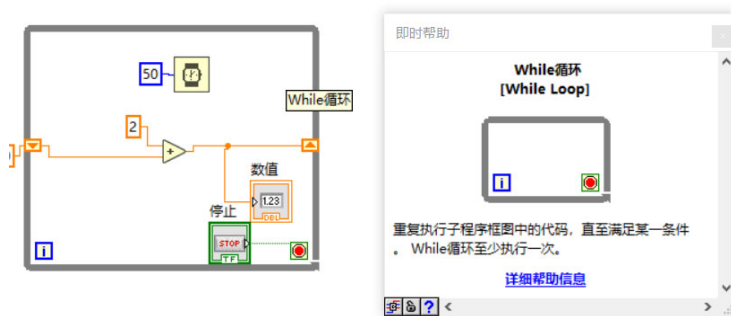 50
While循环
2
数值
1.23
DBL
停止
STOP
TF
i
即时帮助
While循环
[While Loop]
i
重复执行子程序框图中的代码，直至满足某一条件
。 While循环至少执行一次。
详细帮助信息
?